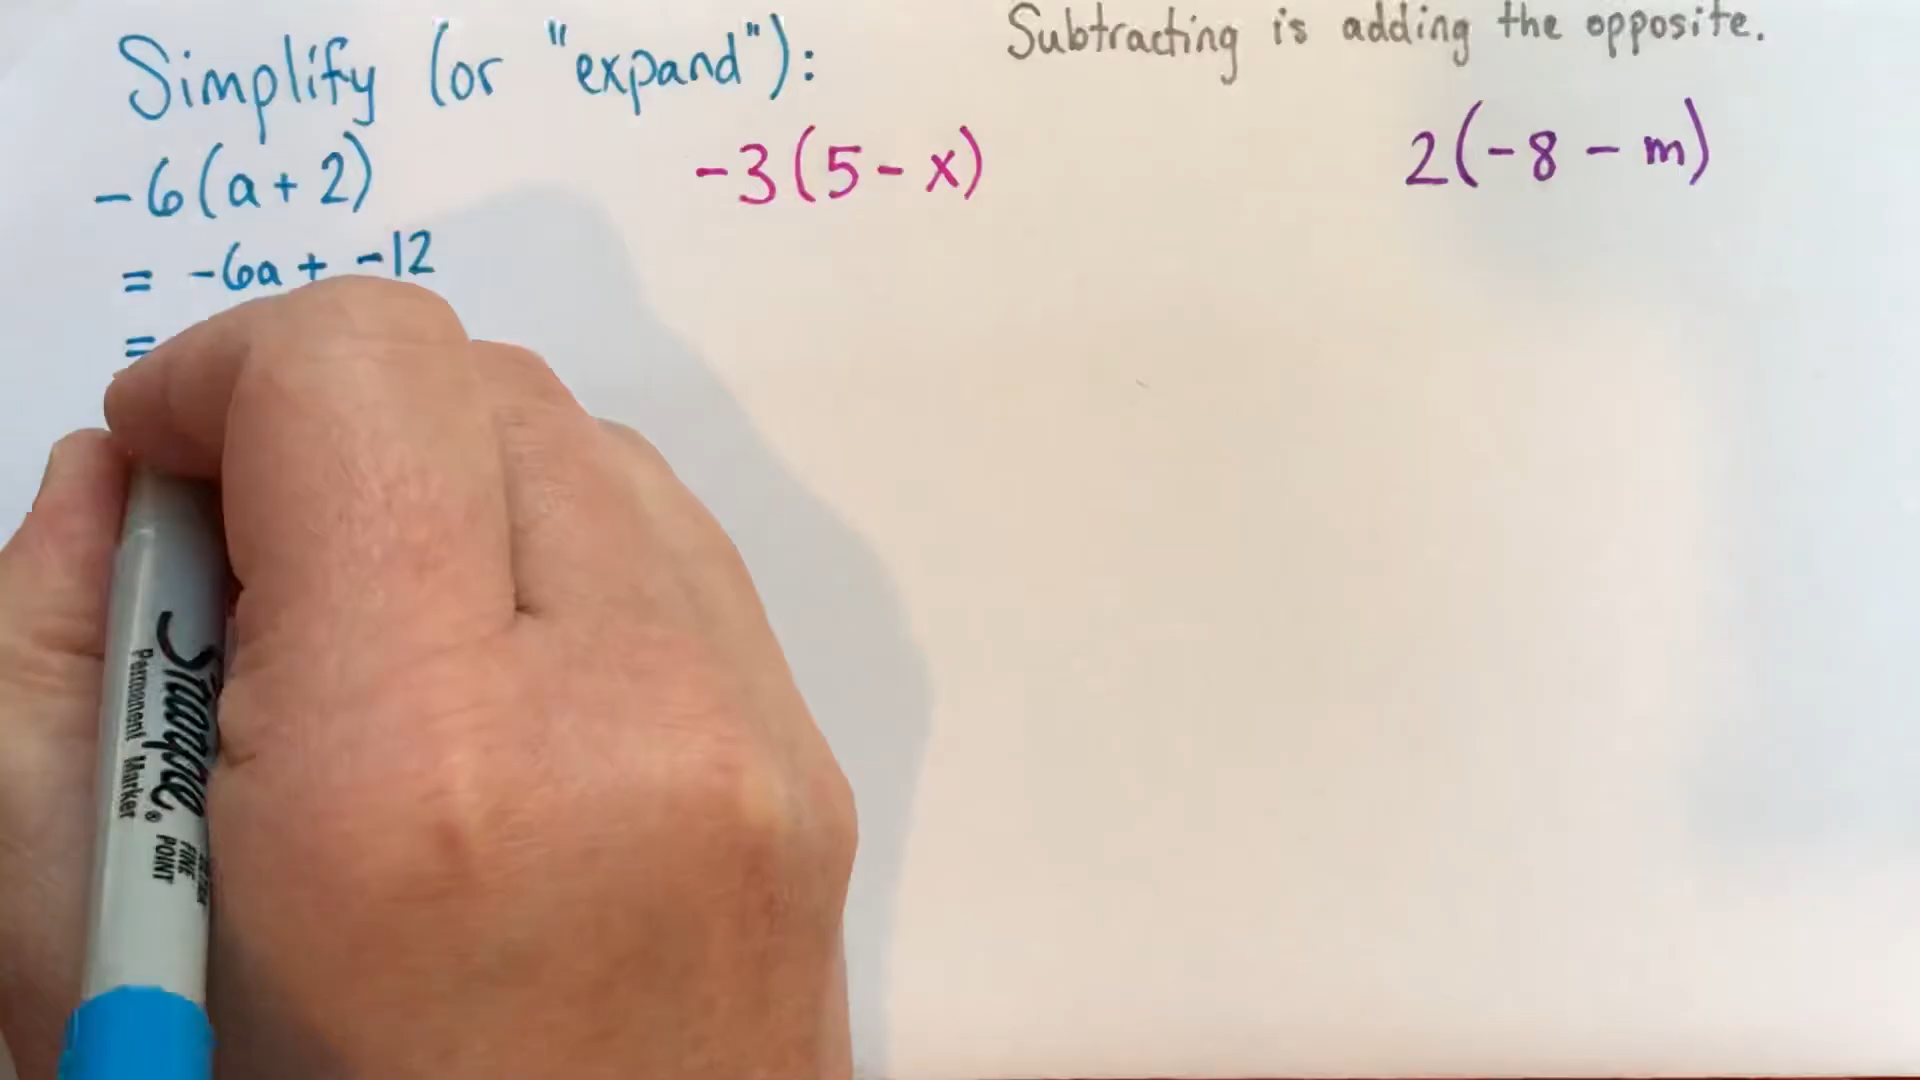 Simplify (or "expand"):
Subtracting is adding the opposite.
-6(a + 2)
-3(5 - x)
2(-8 - m)
= -6a + -12
=
Sharpie®
Permanent Marker
FINE
POINT